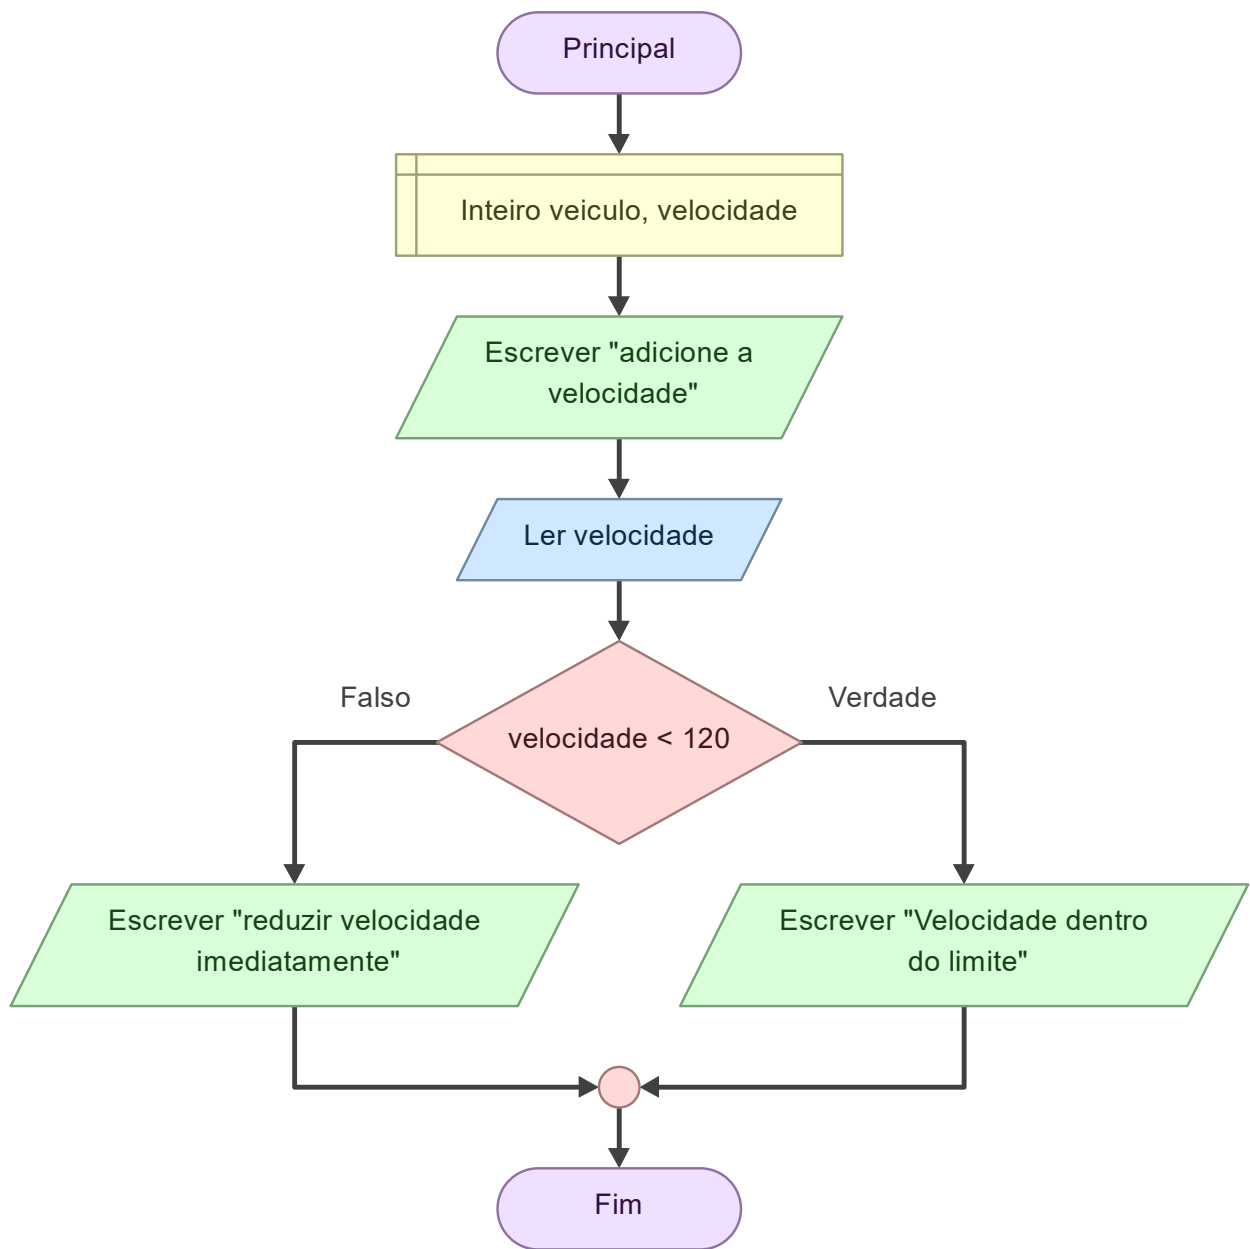 Principal
Inteiro veiculo, velocidade
Escrever "adicione a
velocidade"
Ler velocidade
Falso
Verdade
velocidade < 120
Escrever "reduzir velocidade
imediatamente"
Escrever "Velocidade dentro
do limite"
Fim